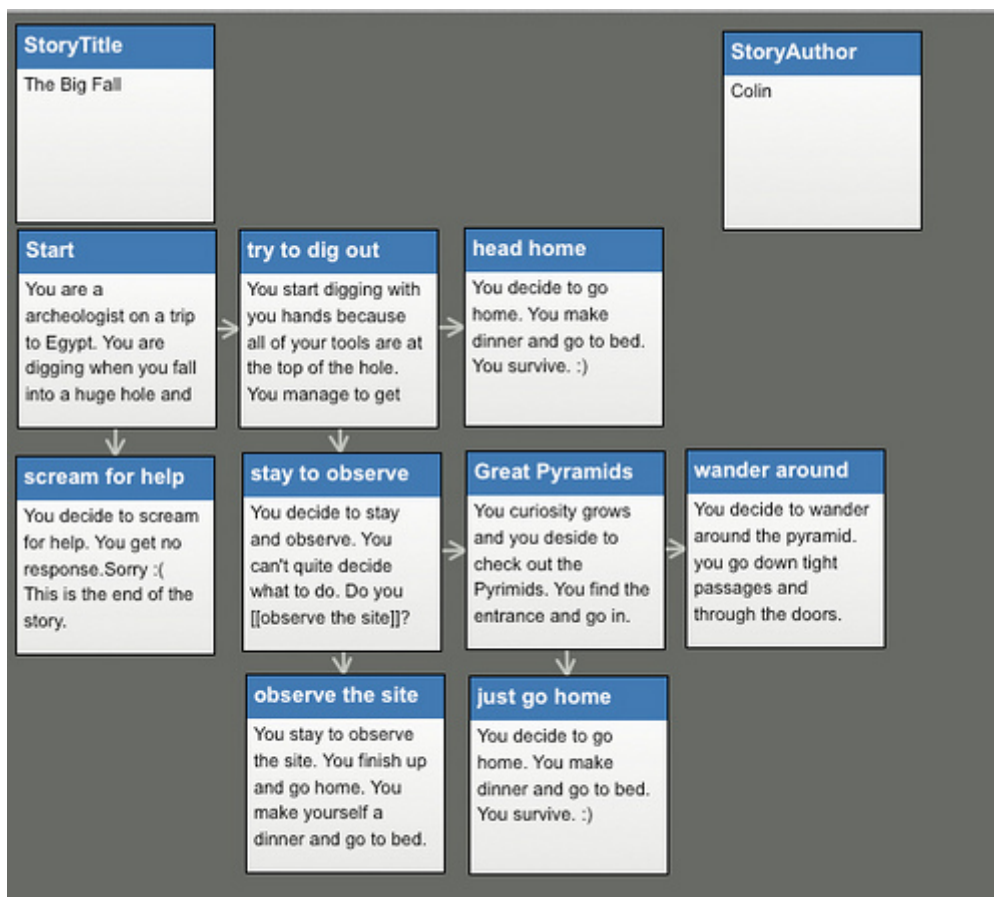 StoryTitle
The Big Fall
StoryAuthor
Colin
Start
You are a
archeologist on a trip
to Egypt. You are
digging when you fall
into a huge hole and
try to dig out
You start digging with
you hands because
all of your tools are at
the top of the hole.
You manage to get
head home
You decide to go
home. You make
dinner and go to bed.
You survive. :)
scream for help
You decide to scream
for help. You get no
response.Sorry :(
This is the end of the
story.
stay to observe
You decide to stay
and observe. You
can't quite decide
what to do. Do you
[[observe the site]]?
Great Pyramids
You curiosity grows
and you deside to
check out the
Pyrimids. You find the
entrance and go in.
wander around
You decide to wander
around the pyramid.
you go down tight
passages and
through the doors.
observe the site
You stay to observe
the site. You finish up
and go home. You
make yourself a
dinner and go to bed.
just go home
You decide to go
home. You make
dinner and go to bed.
You survive. :)